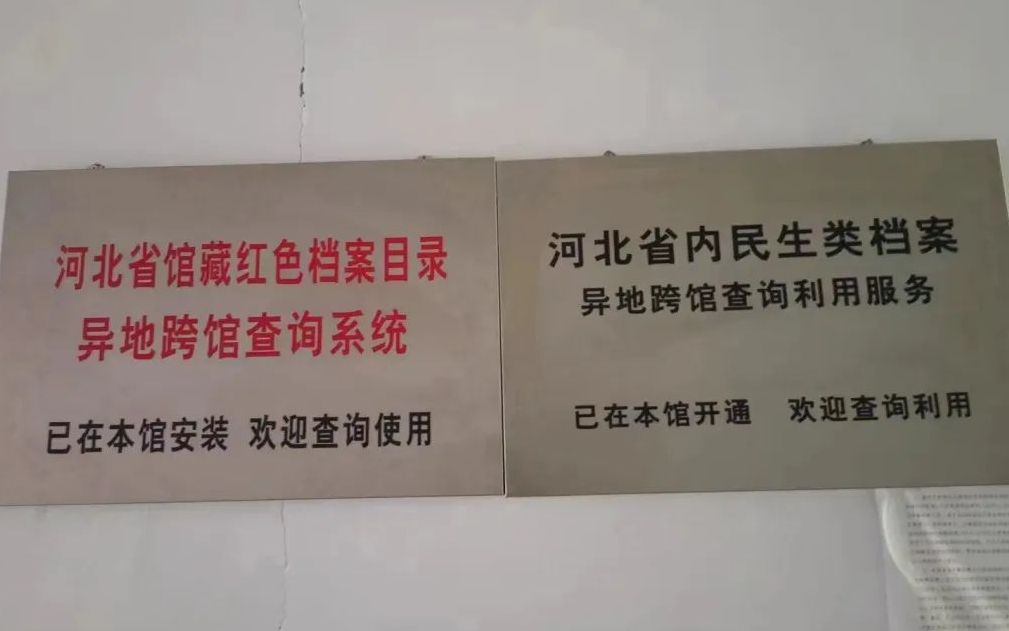 河北省馆藏红色档案目录
异地跨馆查询系统
已在本馆安装 欢迎查询使用
河北省内民生类档案
异地跨馆查询利用服务
已在本馆开通 欢迎查询利用